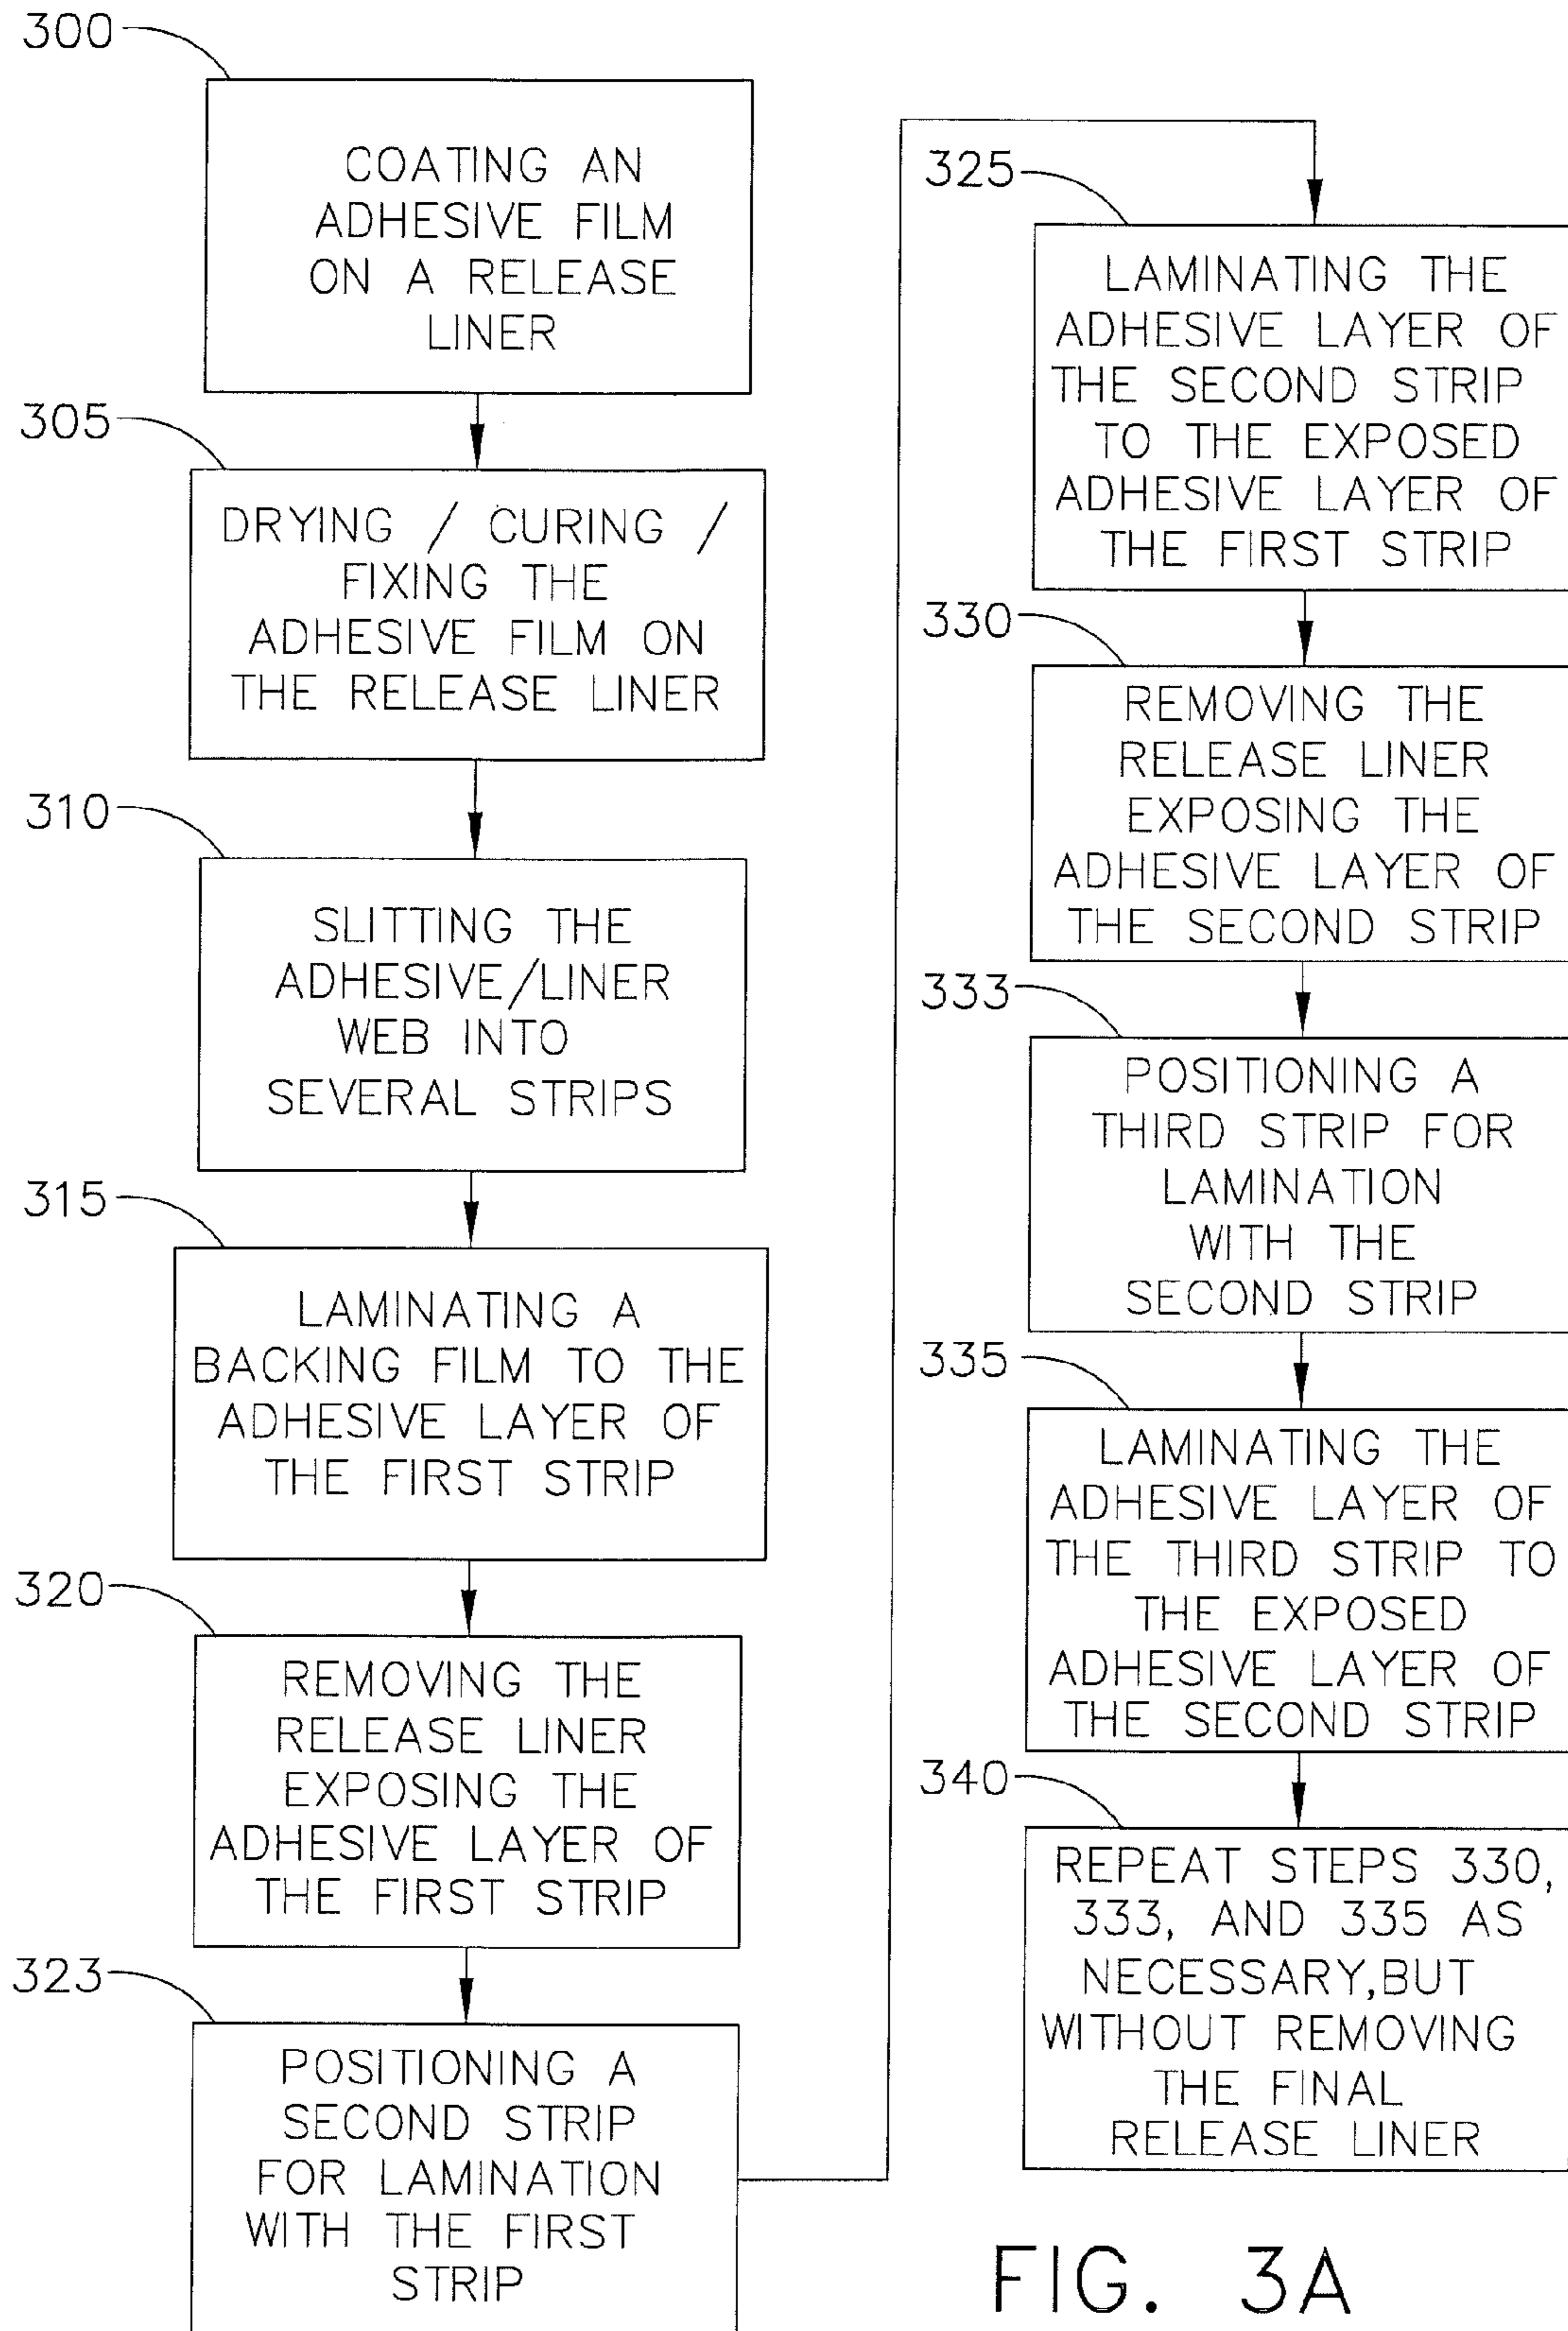 300
COATING AN
ADHESIVE FILM
ON A RELEASE
LINER
305
DRYING / CURING /
FIXING THE
ADHESIVE FILM ON
THE RELEASE LINER
310
SLITTING THE
ADHESIVE/LINER
WEB INTO
SEVERAL STRIPS
315
LAMINATING A
BACKING FILM TO THE
ADHESIVE LAYER OF
THE FIRST STRIP
320
REMOVING THE
RELEASE LINER
EXPOSING THE
ADHESIVE LAYER OF
THE FIRST STRIP
323
POSITIONING A
SECOND STRIP
FOR LAMINATION
WITH THE FIRST
STRIP
325
LAMINATING THE
ADHESIVE LAYER OF
THE SECOND STRIP
TO THE EXPOSED
ADHESIVE LAYER OF
THE FIRST STRIP
330
REMOVING THE
RELEASE LINER
EXPOSING THE
ADHESIVE LAYER OF
THE SECOND STRIP
333
POSITIONING A
THIRD STRIP FOR
LAMINATION
WITH THE
SECOND STRIP
335
LAMINATING THE
ADHESIVE LAYER OF
THE THIRD STRIP TO
THE EXPOSED
ADHESIVE LAYER OF
THE SECOND STRIP
340
REPEAT STEPS 330,
333, AND 335 AS
NECESSARY,BUT
WITHOUT REMOVING
THE FINAL
RELEASE LINER
FIG. 3A